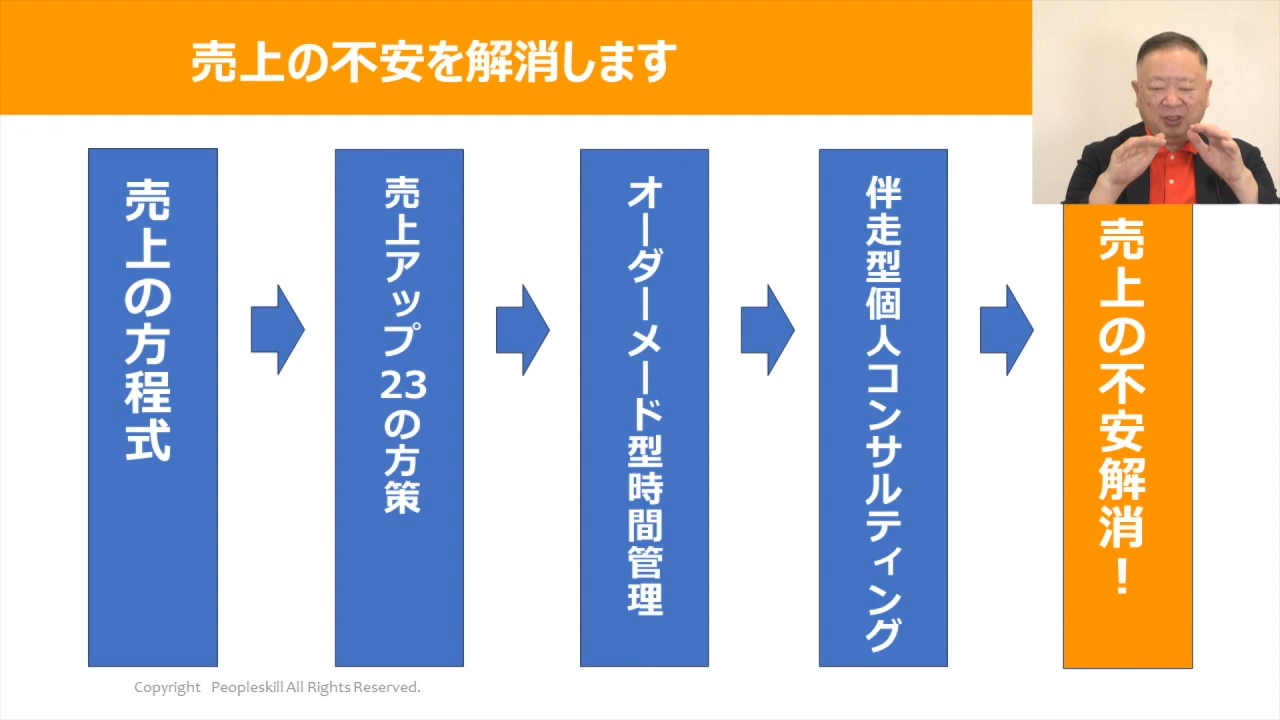 売上の不安を解消します
売上の方程式
売上アップ23の方策
オーダーメード型時間管理
伴走型個人コンサルティング
売上の不安解消！
Copyright Peopleskill All Rights Reserved.